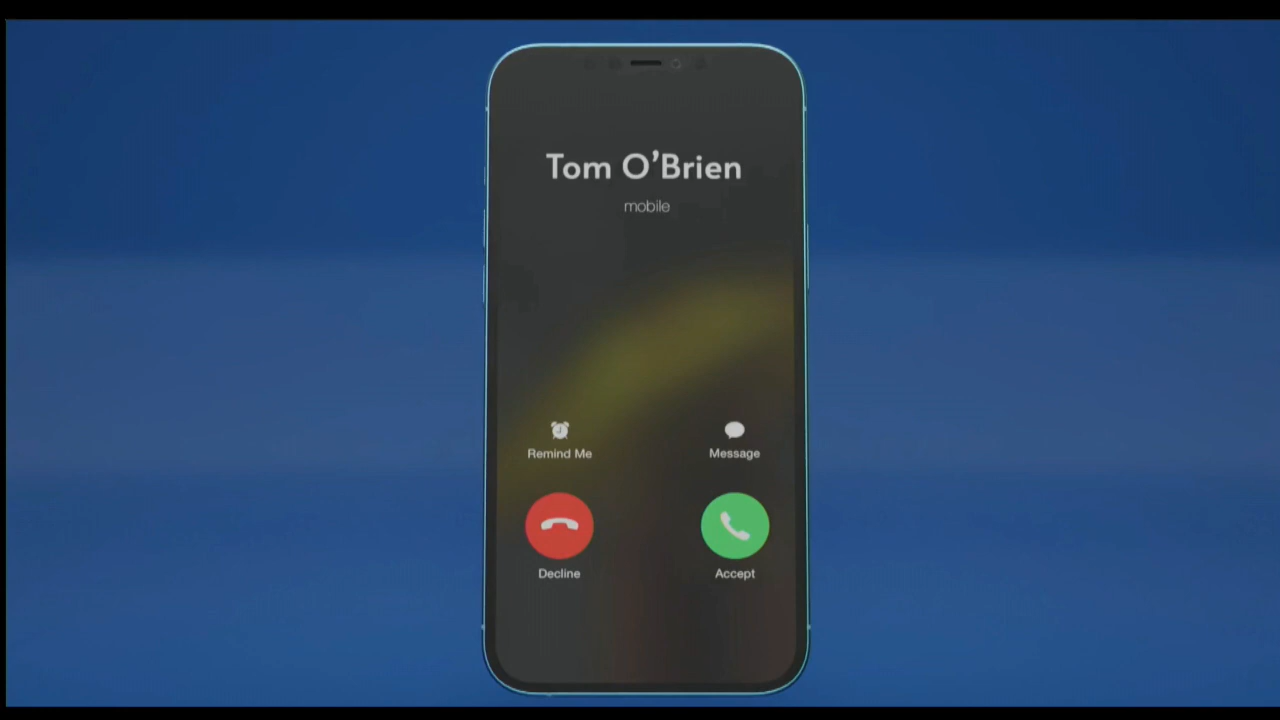 Tom O’Brien
mobile
Remind Me
Message
Decline
Accept